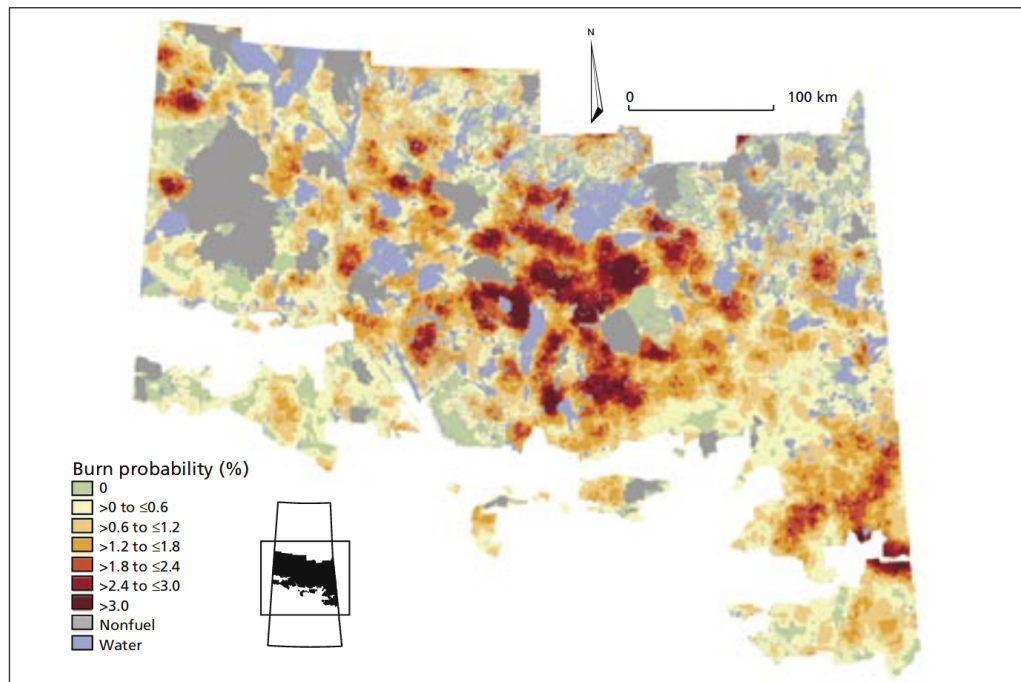 N
0 100 km
Burn probability (%)
0
>0 to ≤0.6
>0.6 to ≤1.2
>1.2 to ≤1.8
>1.8 to ≤2.4
>2.4 to ≤3.0
>3.0
Nonfuel
Water